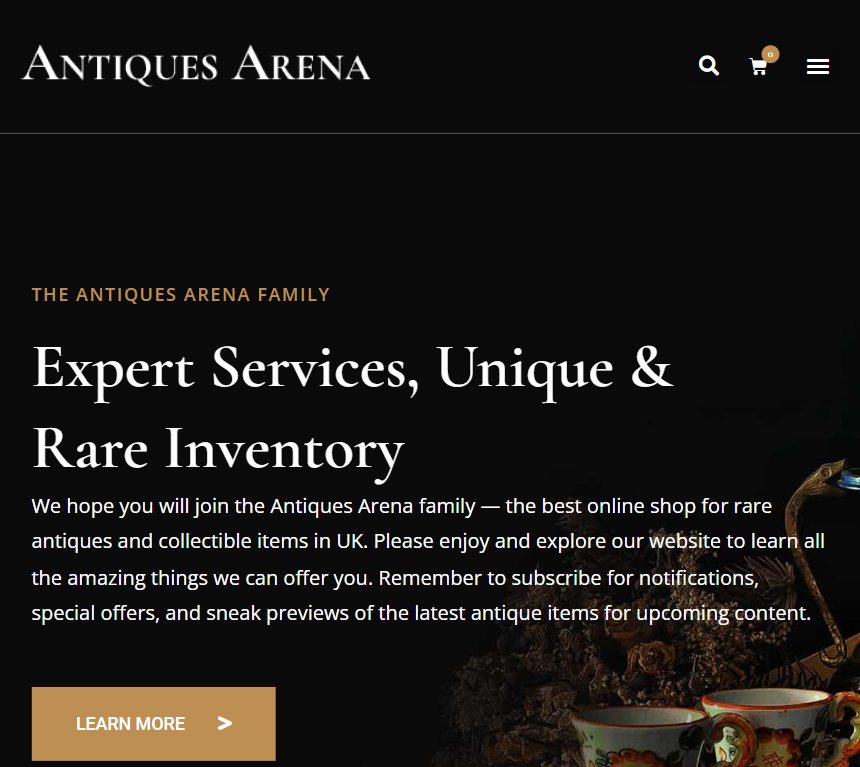 Antiques Arena
0
THE ANTIQUES ARENA FAMILY
Expert Services, Unique &
Rare Inventory
We hope you will join the Antiques Arena family — the best online shop for rare
antiques and collectible items in UK. Please enjoy and explore our website to learn all
the amazing things we can offer you. Remember to subscribe for notifications,
special offers, and sneak previews of the latest antique items for upcoming content.
LEARN MORE >